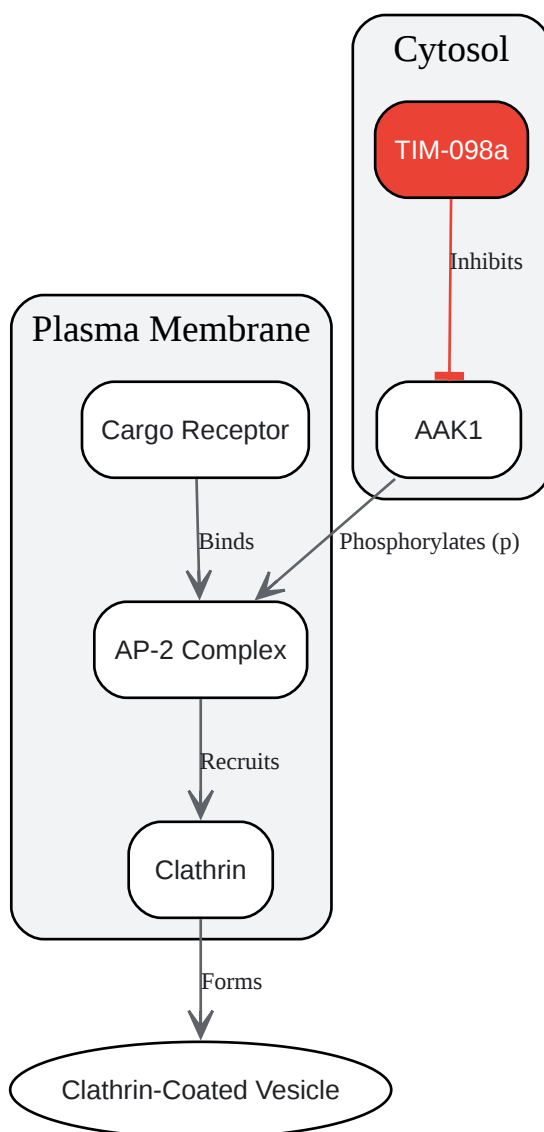 Cytosol
TIM-098a
Inhibits
Plasma Membrane
Cargo Receptor
AAK1
Binds
Phosphorylates (p)
AP-2 Complex
Recruits
Clathrin
Forms
Clathrin-Coated Vesicle